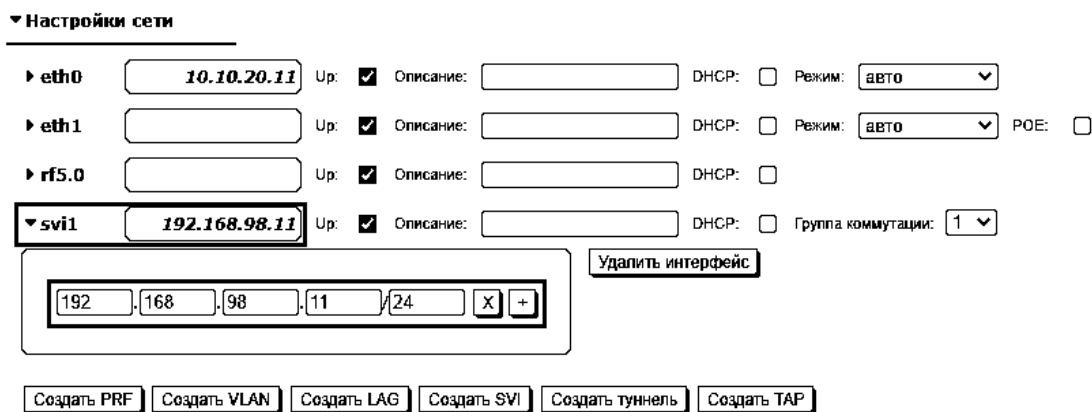 Настройки сети
eth0 10.10.20.11 Up: Описание: DHCP: Режим: авто
eth1 Up: Описание: DHCP: Режим: авто POE:
rf5.0 Up: Описание: DHCP:
svi1 192.168.98.11 Up: Описание: DHCP: Группа коммутации: 1
Удалить интерфейс
192 . 168 . 98 . 11 / 24 X +
Создать PRF Создать VLAN Создать LAG Создать SVI Создать туннель Создать TAP